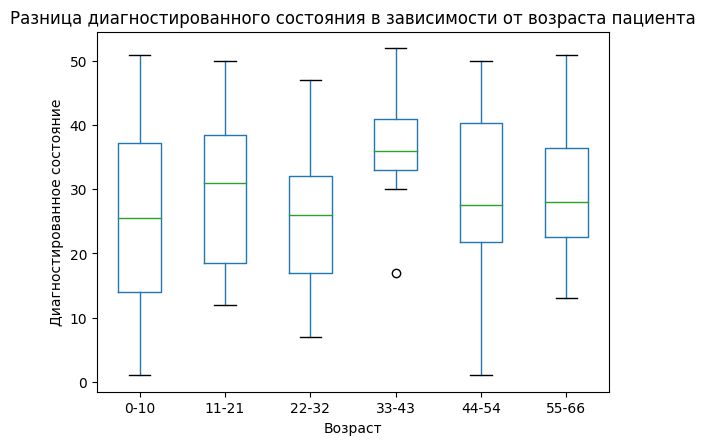 Разница диагностированного состояния в зависимости от возраста пациента
Диагностированное состояние
50
40
30
20
10
0
0-10 11-21 22-32 33-43 44-54 55-66
Возраст